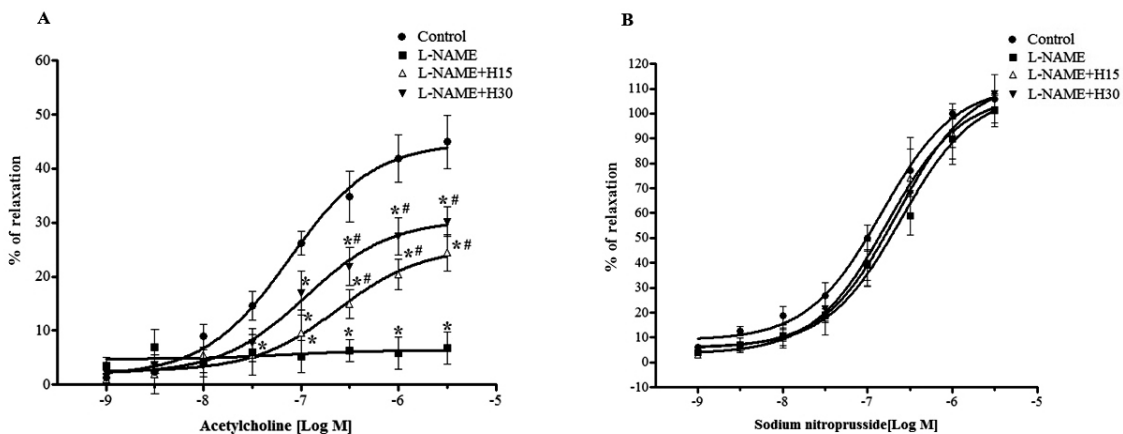 A
Control
L-NAME
L-NAME+H15
L-NAME+H30
60
50
40
30
20
10
0
% of relaxation
*# *#
*# *#
* *# *#
* *#
* * * * *
-9 -8 -7 -6 -5
Acetylcholine [Log M]
B
Control
L-NAME
L-NAME+H15
L-NAME+H30
120
110
100
90
80
70
60
50
40
30
20
10
0
-10
% of relaxation
-9 -8 -7 -6 -5
Sodium nitroprusside[Log M]